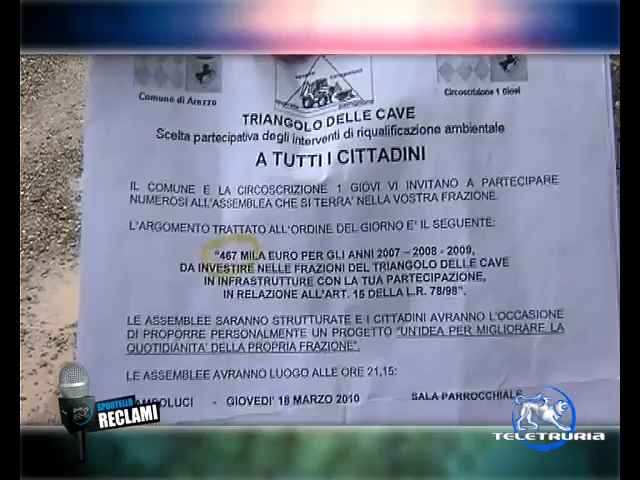 Comune di Arezzo
Circoscrizione 1 Giovi
TRIANGOLO DELLE CAVE
Scelta partecipativa degli interventi di riqualificazione ambientale
A TUTTI I CITTADINI
IL COMUNE E LA CIRCOSCRIZIONE 1 GIOVI VI INVITANO A PARTECIPARE
NUMEROSI ALL'ASSEMBLEA CHE SI TERRA' NELLA VOSTRA FRAZIONE.
L'ARGOMENTO TRATTATO ALL'ORDINE DEL GIORNO E' IL SEGUENTE:
"467 MILA EURO PER GLI ANNI 2007 – 2008 - 2009,
DA INVESTIRE NELLE FRAZIONI DEL TRIANGOLO DELLE CAVE
IN INFRASTRUTTURE CON LA TUA PARTECIPAZIONE,
IN RELAZIONE ALL'ART. 15 DELLA L.R. 78/98".
LE ASSEMBLEE SARANNO STRUTTURATE E I CITTADINI AVRANNO L'OCCASIONE
DI PROPORRE PERSONALMENTE UN PROGETTO "UN'IDEA PER MIGLIORARE LA
QUOTIDIANITA' DELLA PROPRIA FRAZIONE".
LE ASSEMBLEE AVRANNO LUOGO ALLE ORE 21,15:
- GIOVEDI' 18 MARZO 2010 SALA PARROCCHIALE
SPORTELLO
RECLAMI
TELETRURIA